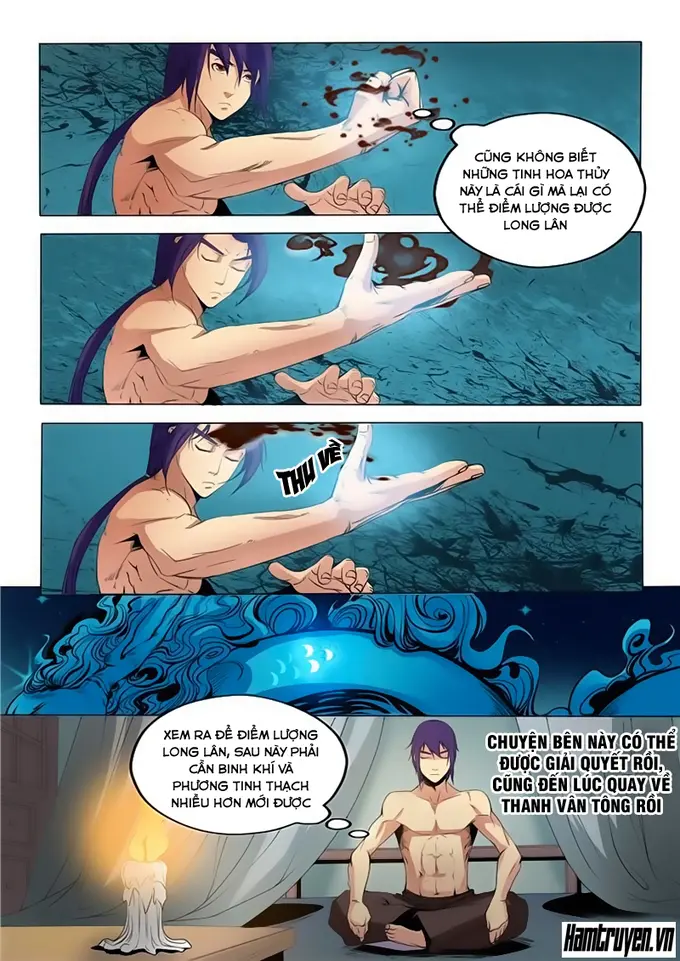 CŨNG KHÔNG BIẾT
NHỮNG TINH HOA THỦY
NÀY LÀ CÁI GÌ MÀ LẠI CÓ
THỂ ĐIỂM LƯỢNG ĐƯỢC
LONG LÂN
THU VỀ
XEM RA ĐỂ ĐIỂM LƯỢNG
LONG LÂN, SAU NÀY PHẢI
CẦN BINH KHÍ VÀ
PHƯƠNG TINH THẠCH
NHIỀU HƠN MỚI ĐƯỢC
CHUYỆN BÊN NÀY CÓ THỂ
ĐƯỢC GIẢI QUYẾT RỒI,
CŨNG ĐẾN LÚC QUAY VỀ
THANH VÂN TÔNG RỒI
Hamtruyen.vn